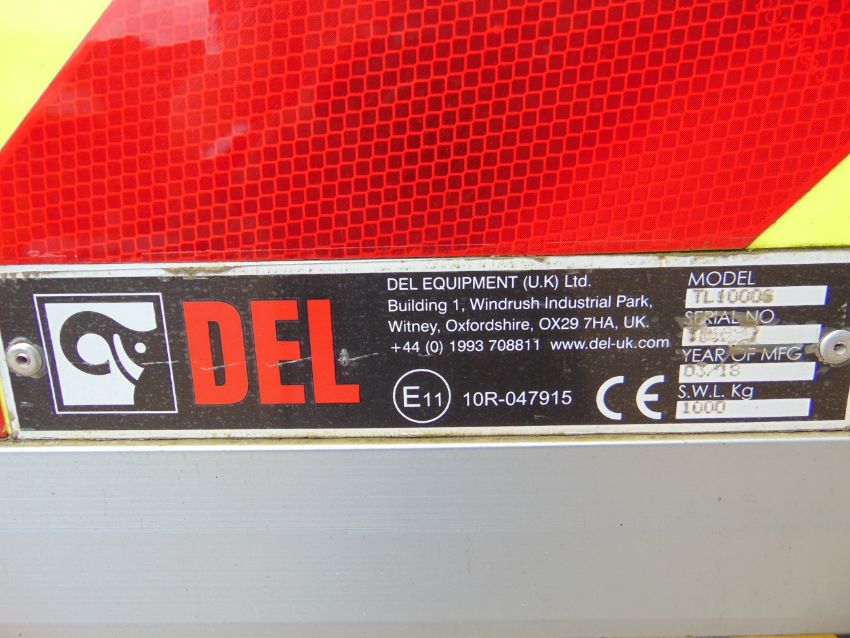 DEL
DEL EQUIPMENT (U.K) Ltd.
Building 1, Windrush Industrial Park,
Witney, Oxfordshire, OX29 7HA, UK.
+44 (0) 1993 708811 www.del-uk.com
E11 10R-047915
CE
MODEL
TL1000S
SERIAL NO
YEAR OF MFG
03/18
S.W.L. Kg
1000